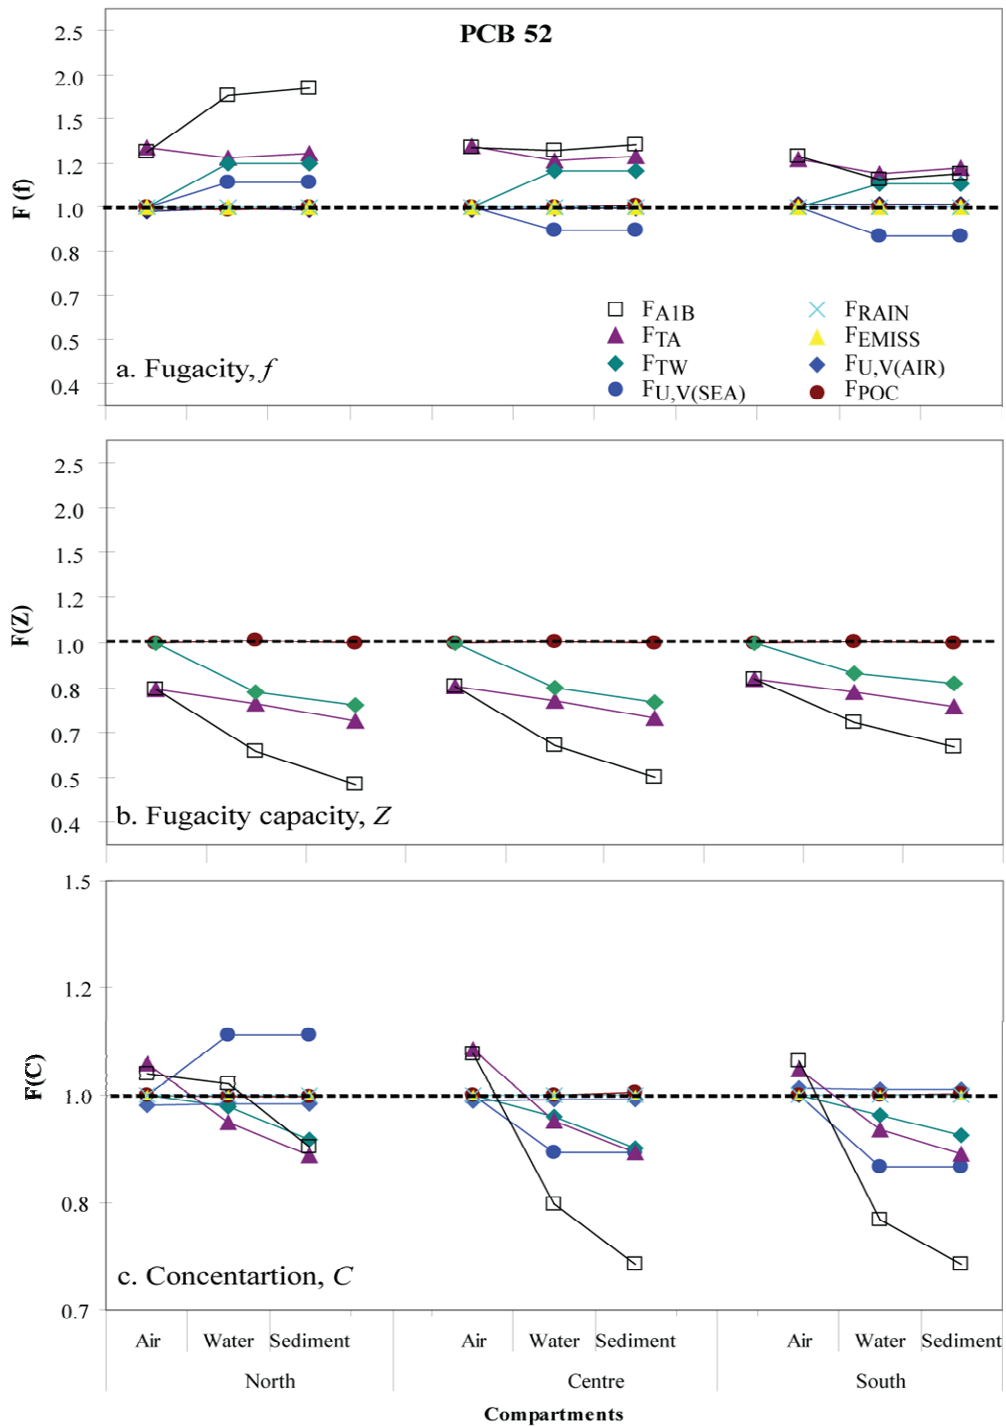 PCB 52
F (f)
2.5
2.0
1.5
1.2
1.0
0.8
0.7
0.5
0.4
FA1B
FTA
FTW
FU,V(SEA)
FRAIN
FEMISS
FU,V(AIR)
FPOC
a. Fugacity, f
F(Z)
2.5
2.0
1.5
1.2
1.0
0.8
0.7
0.5
0.4
b. Fugacity capacity, Z
F(C)
1.5
1.2
1.0
0.8
0.7
c. Concentartion, C
Air Water Sediment Air Water Sediment Air Water Sediment
North Centre South
Compartments